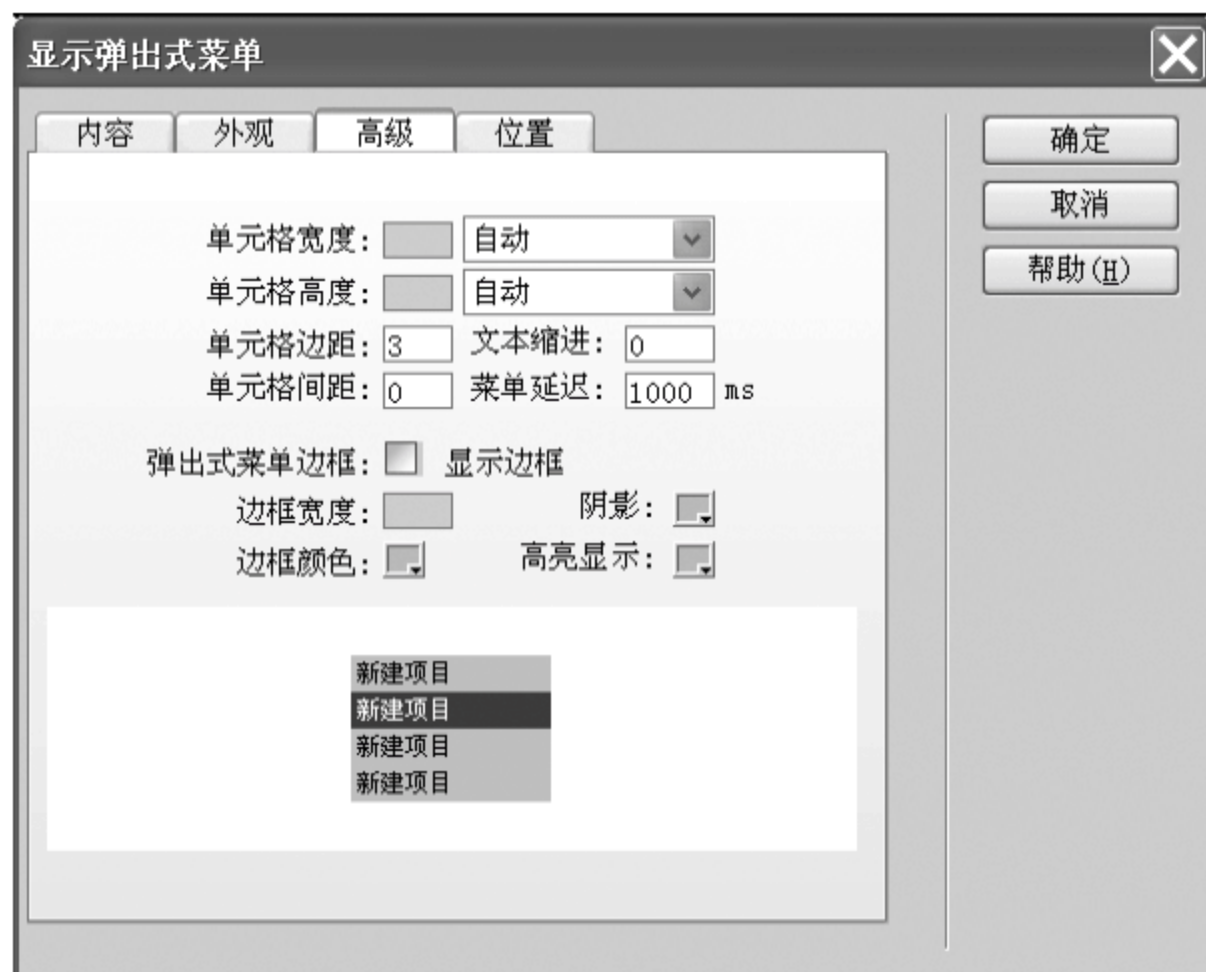 显示弹出式菜单
内容 外观 高级 位置
确定
取消
帮助(H)
单元格宽度: 自动
单元格高度: 自动
单元格边距: 3 文本缩进: 0
单元格间距: 0 菜单延迟: 1000 ms
弹出式菜单边框: 显示边框
边框宽度: 阴影:
边框颜色: 高亮显示:
新建项目
新建项目
新建项目
新建项目